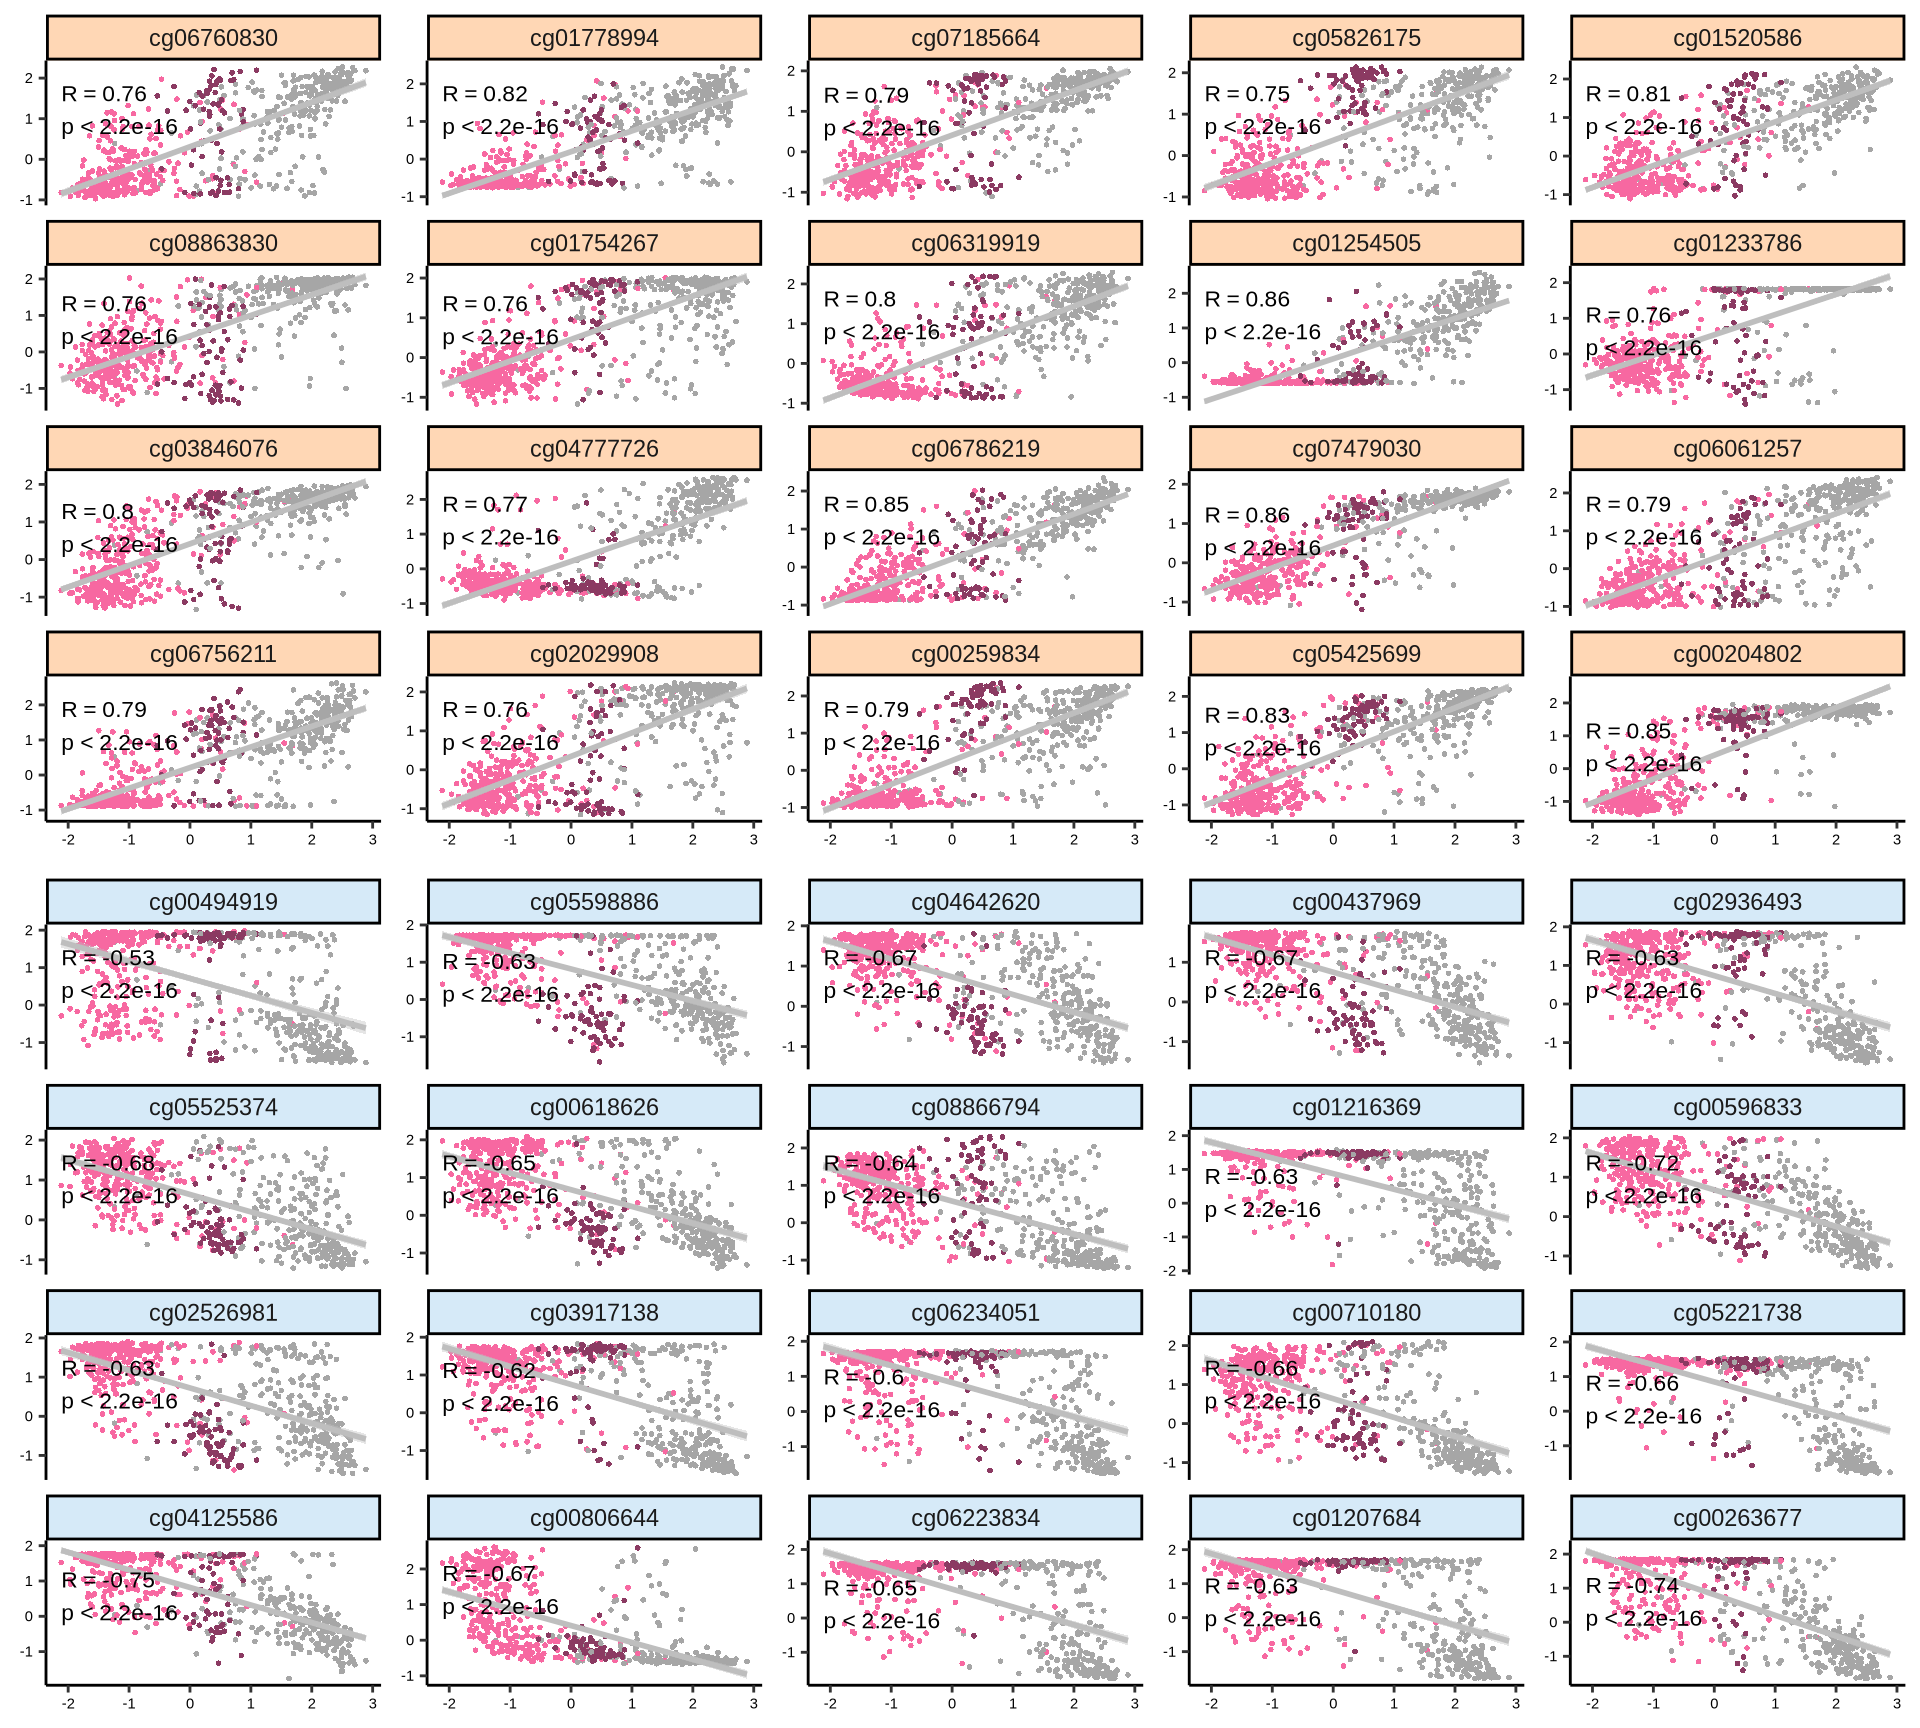 cg06760830 cg01778994 cg07185664 cg05826175 cg01520586
2 2 2 2 2
R = 0.76 R = 0.82 R = 0.79 R = 0.75 R = 0.81
1 1 1 1 1
p < 2.2e-16 p < 2.2e-16 p < 2.2e-16 p < 2.2e-16 p < 2.2e-16
0 0 0 0 0
-1 -1 -1 -1 -1
cg08863830 cg01754267 cg06319919 cg01254505 cg01233786
2 2 2 2 2
R = 0.76 R = 0.76 R = 0.8 R = 0.86 R = 0.76
1 1 1 1 1
p < 2.2e-16 p < 2.2e-16 p < 2.2e-16 p < 2.2e-16 p < 2.2e-16
0 0 0 0 0
-1 -1 -1 -1 -1
cg03846076 cg04777726 cg06786219 cg07479030 cg06061257
2 2 2 2 2
R = 0.8 R = 0.77 R = 0.85 R = 0.86 R = 0.79
1 1 1 1 1
p < 2.2e-16 p < 2.2e-16 p < 2.2e-16 p < 2.2e-16 p < 2.2e-16
0 0 0 0 0
-1 -1 -1 -1 -1
cg06756211 cg02029908 cg00259834 cg05425699 cg00204802
2 2 2 2 2
R = 0.79 R = 0.76 R = 0.79 R = 0.83 R = 0.85
1 1 1 1 1
p < 2.2e-16 p < 2.2e-16 p < 2.2e-16 p < 2.2e-16 p < 2.2e-16
0 0 0 0 0
-1 -1 -1 -1 -1
-2 -1 0 1 2 3 -2 -1 0 1 2 3 -2 -1 0 1 2 3 -2 -1 0 1 2 3 -2 -1 0 1 2 3
cg00494919 cg05598886 cg04642620 cg00437969 cg02936493
2 2 2 2
R = -0.53 R = -0.63 R = -0.67 R = -0.67 R = -0.63
1 1 1 1 1
p < 2.2e-16 p < 2.2e-16 p < 2.2e-16 p < 2.2e-16 p < 2.2e-16
0 0 0 0 0
-1 -1 -1 -1 -1
cg05525374 cg00618626 cg08866794 cg01216369 cg00596833
2 2 2 2 2
R = -0.68 R = -0.65 R = -0.64 R = -0.63 R = -0.72
1 1 1 1 1
p < 2.2e-16 p < 2.2e-16 p < 2.2e-16 p < 2.2e-16 p < 2.2e-16
0 0 0 0 0
-1 -1 -1 -1 -1
-2
cg02526981 cg03917138 cg06234051 cg00710180 cg05221738
2 2 2 2 2
R = -0.63 R = -0.62 R = -0.6 R = -0.66 R = -0.66
1 1 1 1 1
p < 2.2e-16 p < 2.2e-16 p < 2.2e-16 p < 2.2e-16 p < 2.2e-16
0 0 0 0 0
-1 -1 -1 -1 -1
cg04125586 cg00806644 cg06223834 cg01207684 cg00263677
2 2 2 2 2
R = -0.75 R = -0.67 R = -0.65 R = -0.63 R = -0.74
1 1 1 1 1
p < 2.2e-16 p < 2.2e-16 p < 2.2e-16 p < 2.2e-16 p < 2.2e-16
0 0 0 0 0
-1 -1 -1 -1 -1
-2 -1 0 1 2 3 -2 -1 0 1 2 3 -2 -1 0 1 2 3 -2 -1 0 1 2 3 -2 -1 0 1 2 3